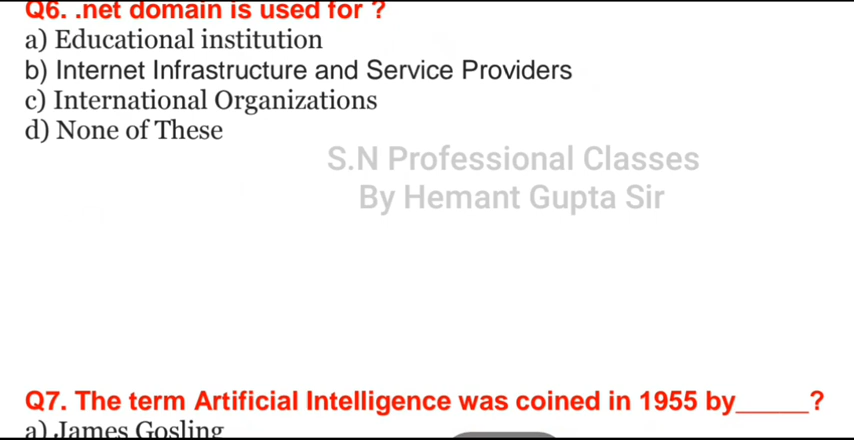 Q6. .net domain is used for ?
a) Educational institution
b) Internet Infrastructure and Service Providers
c) International Organizations
d) None of These
S.N Professional Classes
By Hemant Gupta Sir
Q7. The term Artificial Intelligence was coined in 1955 by______?
a) James Gosling